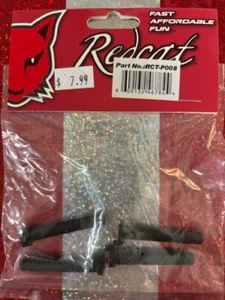 FAST
AFFORDABLE
FUN
Redcat
$ 7.99
Part No.:RCT-P008